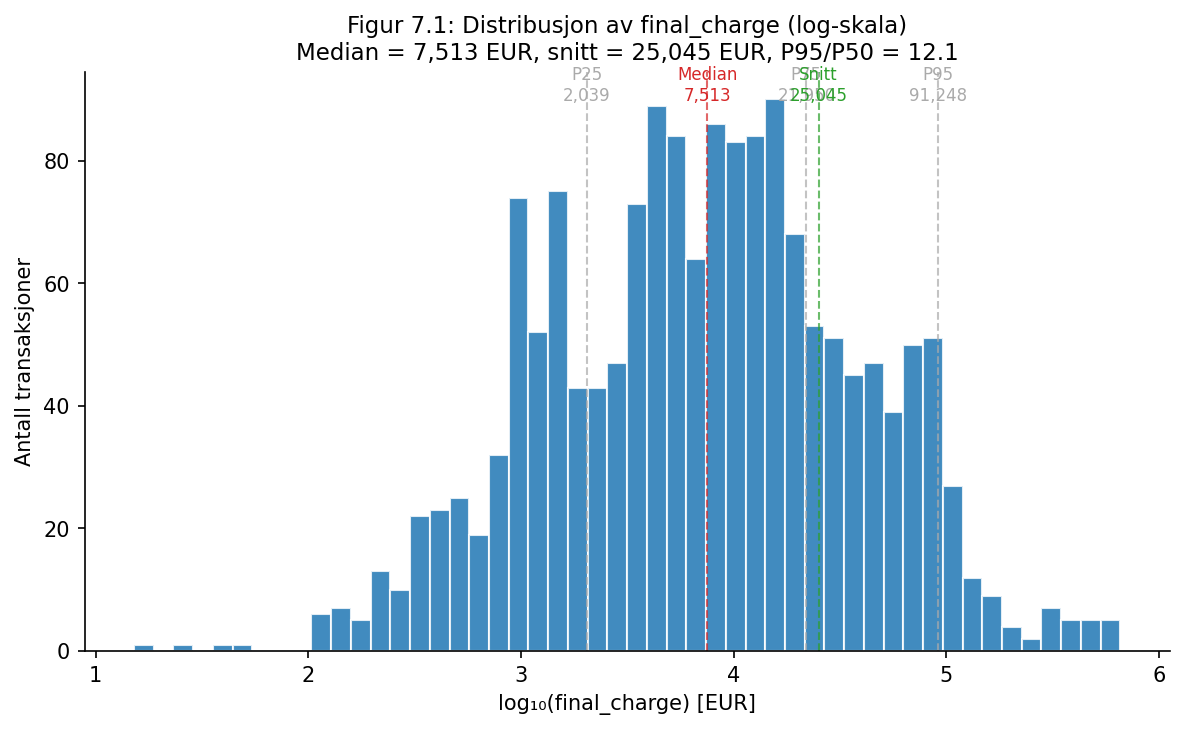 Figur 7.1: Distribusjon av final_charge (log-skala)
Median = 7,513 EUR, snitt = 25,045 EUR, P95/P50 = 12.1
P25
2,039
Median
7,513
P75
Snitt
25,045
P95
91,248
Antall transaksjoner
80
60
40
20
0
1
2
3
4
5
6
log₁₀(final_charge) [EUR]